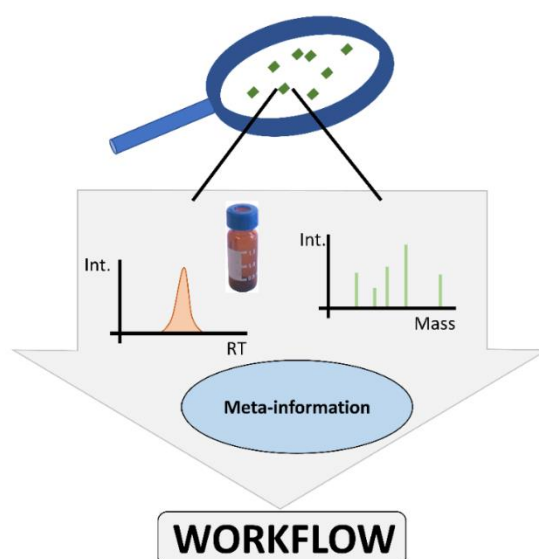 Int.
RT
Int.
Mass
Meta-information
WORKFLOW